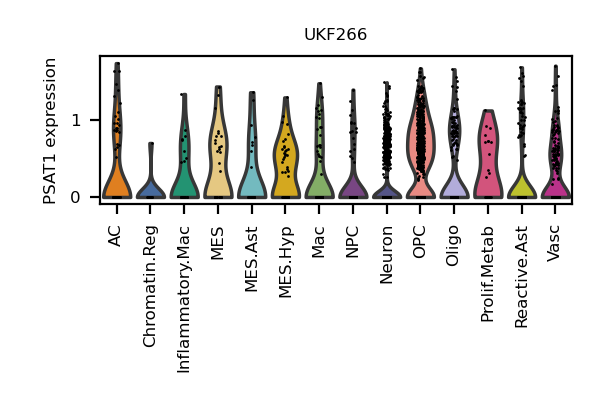 UKF266
PSAT1 expression
1
0
AC
Chromatin.Reg
Inflammatory.Mac
MES
MES.Ast
MES.Hyp
Mac
NPC
Neuron
OPC
Oligo
Prolif.Metab
Reactive.Ast
Vasc